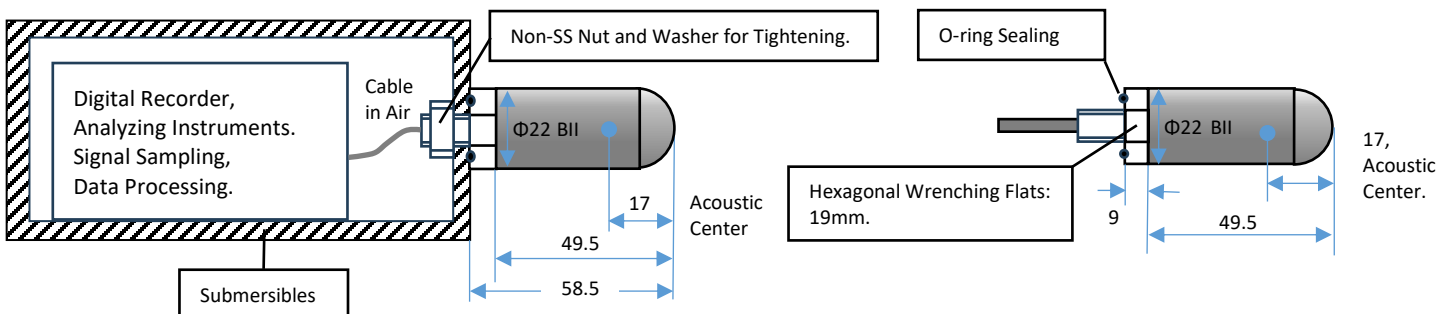 Non-SS Nut and Washer for Tightening.
Digital Recorder,
Analyzing Instruments.
Signal Sampling,
Data Processing.
Cable
in Air
Φ22 BII
17
Acoustic
Center
49.5
58.5
Submersibles
O-ring Sealing
Φ22 BII
17,
Acoustic
Center.
Hexagonal Wrenching Flats:
19mm.
9
49.5